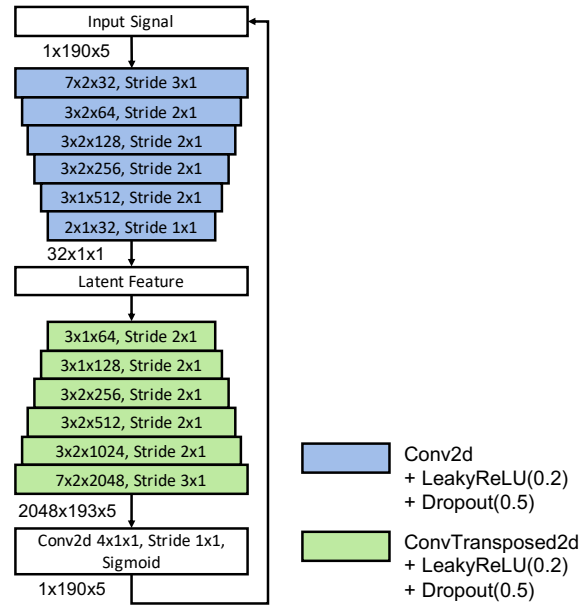 Input Signal
1x190x5
7x2x32, Stride 3x1
3x2x64, Stride 2x1
3x2x128, Stride 2x1
3x2x256, Stride 2x1
3x1x512, Stride 2x1
2x1x32, Stride 1x1
32x1x1
Latent Feature
3x1x64, Stride 2x1
3x1x128, Stride 2x1
3x2x256, Stride 2x1
3x2x512, Stride 2x1
3x2x1024, Stride 2x1
7x2x2048, Stride 3x1
2048x193x5
Conv2d 4x1x1, Stride 1x1,
Sigmoid
1x190x5
Conv2d
+ LeakyReLU(0.2)
+ Dropout(0.5)
ConvTransposed2d
+ LeakyReLU(0.2)
+ Dropout(0.5)